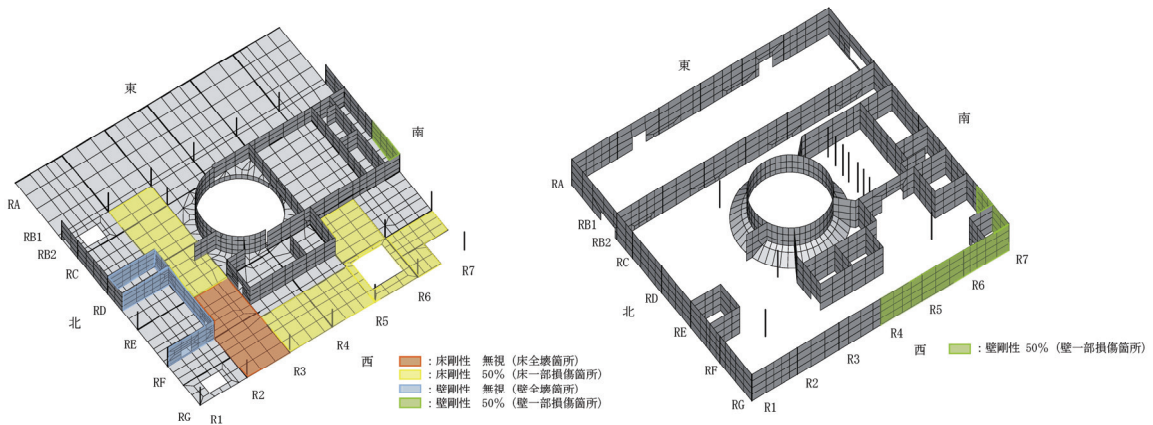 東
南
RA
RB1
RB2
RC
RD
RE
RF
RG
北
R1
R2
R3
R4
R5
R6
R7
西
：床剛性　無視（床全壊箇所）
：床剛性　50%（床一部損傷箇所）
：壁剛性　無視（壁全壊箇所）
：壁剛性　50%（壁一部損傷箇所）
東
南
RA
RB1
RB2
RC
RD
RE
RF
RG
北
R1
R2
R3
R4
R5
R6
R7
西
：壁剛性 50%（壁一部損傷箇所）